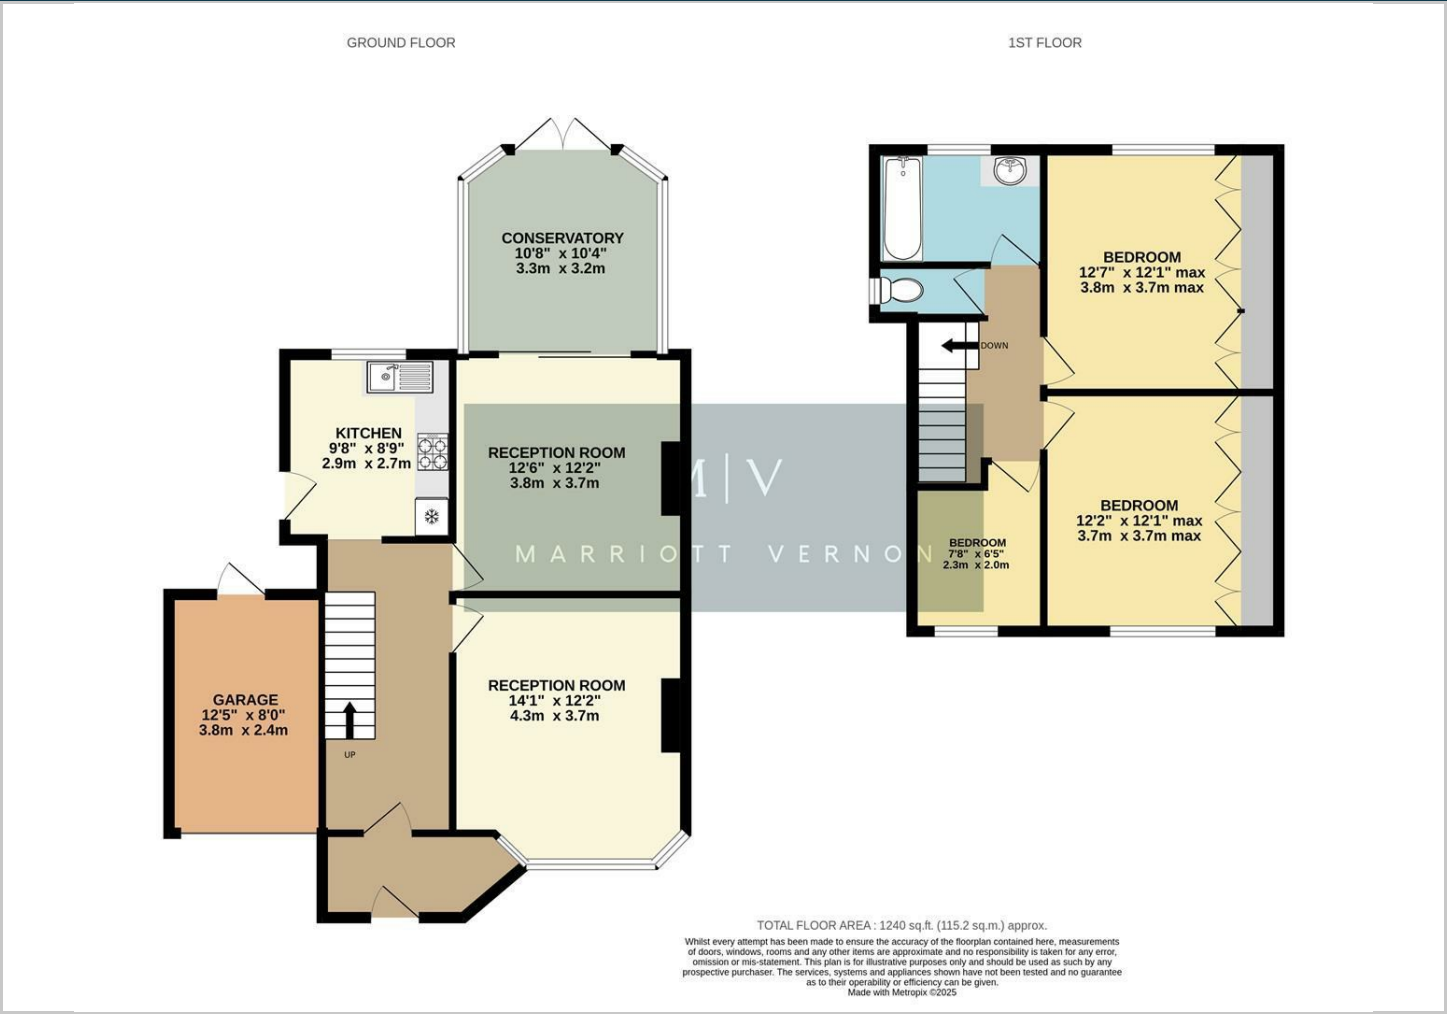 GROUND FLOOR
1ST FLOOR
CONSERVATORY
10'8" x 10'4"
3.3m x 3.2m
KITCHEN
9'8" x 8'9"
2.9m x 2.7m
RECEPTION ROOM
12'6" x 12'2"
3.8m x 3.7m
RECEPTION ROOM
14'1" x 12'2"
4.3m x 3.7m
GARAGE
12'5" x 8'0"
3.8m x 2.4m
UP
BEDROOM
12'7" x 12'1" max
3.8m x 3.7m max
DOWN
BEDROOM
12'2" x 12'1" max
3.7m x 3.7m max
BEDROOM
7'8" x 6'5"
2.3m x 2.0m
M|V
MARRIOTT VERNON
TOTAL FLOOR AREA : 1240 sq.ft. (115.2 sq.m.) approx.
Whilst every attempt has been made to ensure the accuracy of the floorplan contained here, measurements
of doors, windows, rooms and any other items are approximate and no responsibility is taken for any error,
omission or mis-statement. This plan is for illustrative purposes only and should be used as such by any
prospective purchaser. The services, systems and appliances shown have not been tested and no guarantee
as to their operability or efficiency can be given.
Made with Metropix ©2025